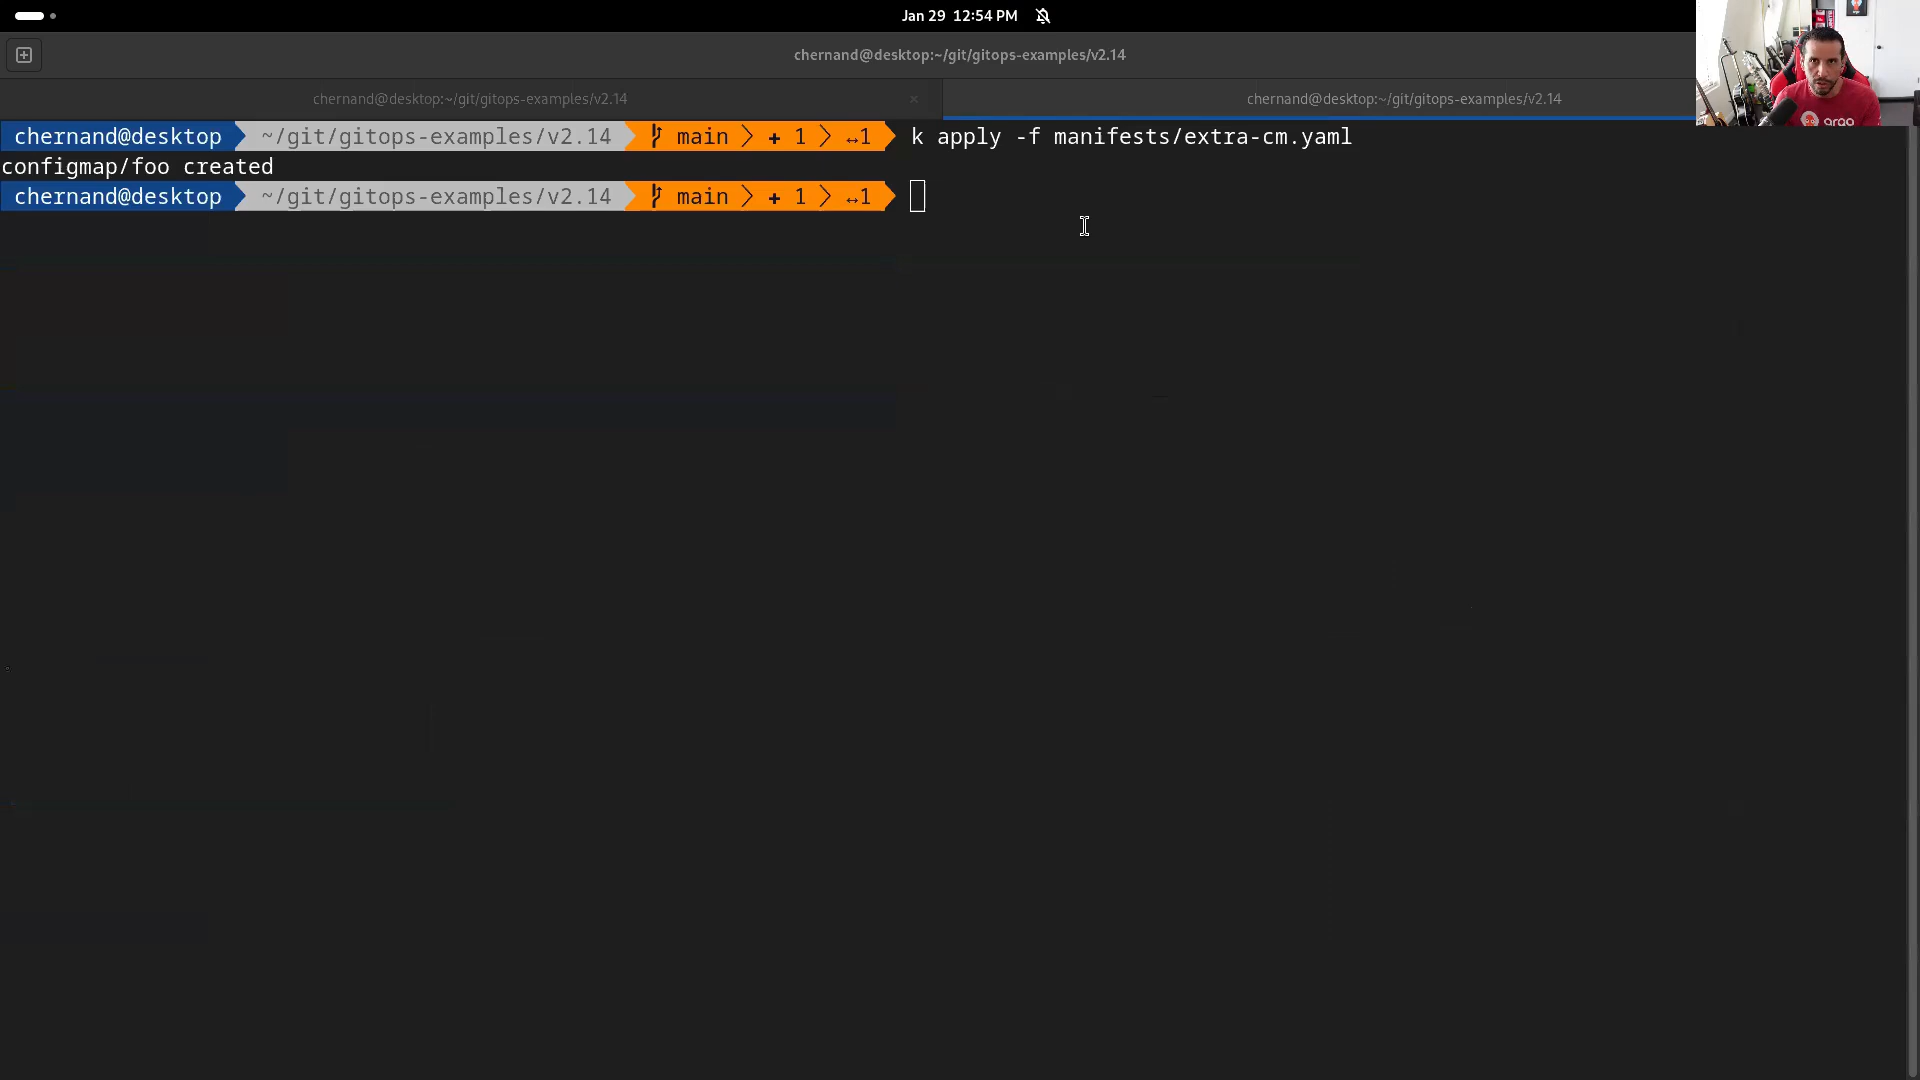 Jan 29 12:54 PM
chernand@desktop:~/git/gitops-examples/v2.14
chernand@desktop:~/git/gitops-examples/v2.14 ×
chernand@desktop:~/git/gitops-examples/v2.14
chernand@desktop ~/git/gitops-examples/v2.14 main + 1 ↔1 k apply -f manifests/extra-cm.yaml
configmap/foo created
chernand@desktop ~/git/gitops-examples/v2.14 main + 1 ↔1
argo